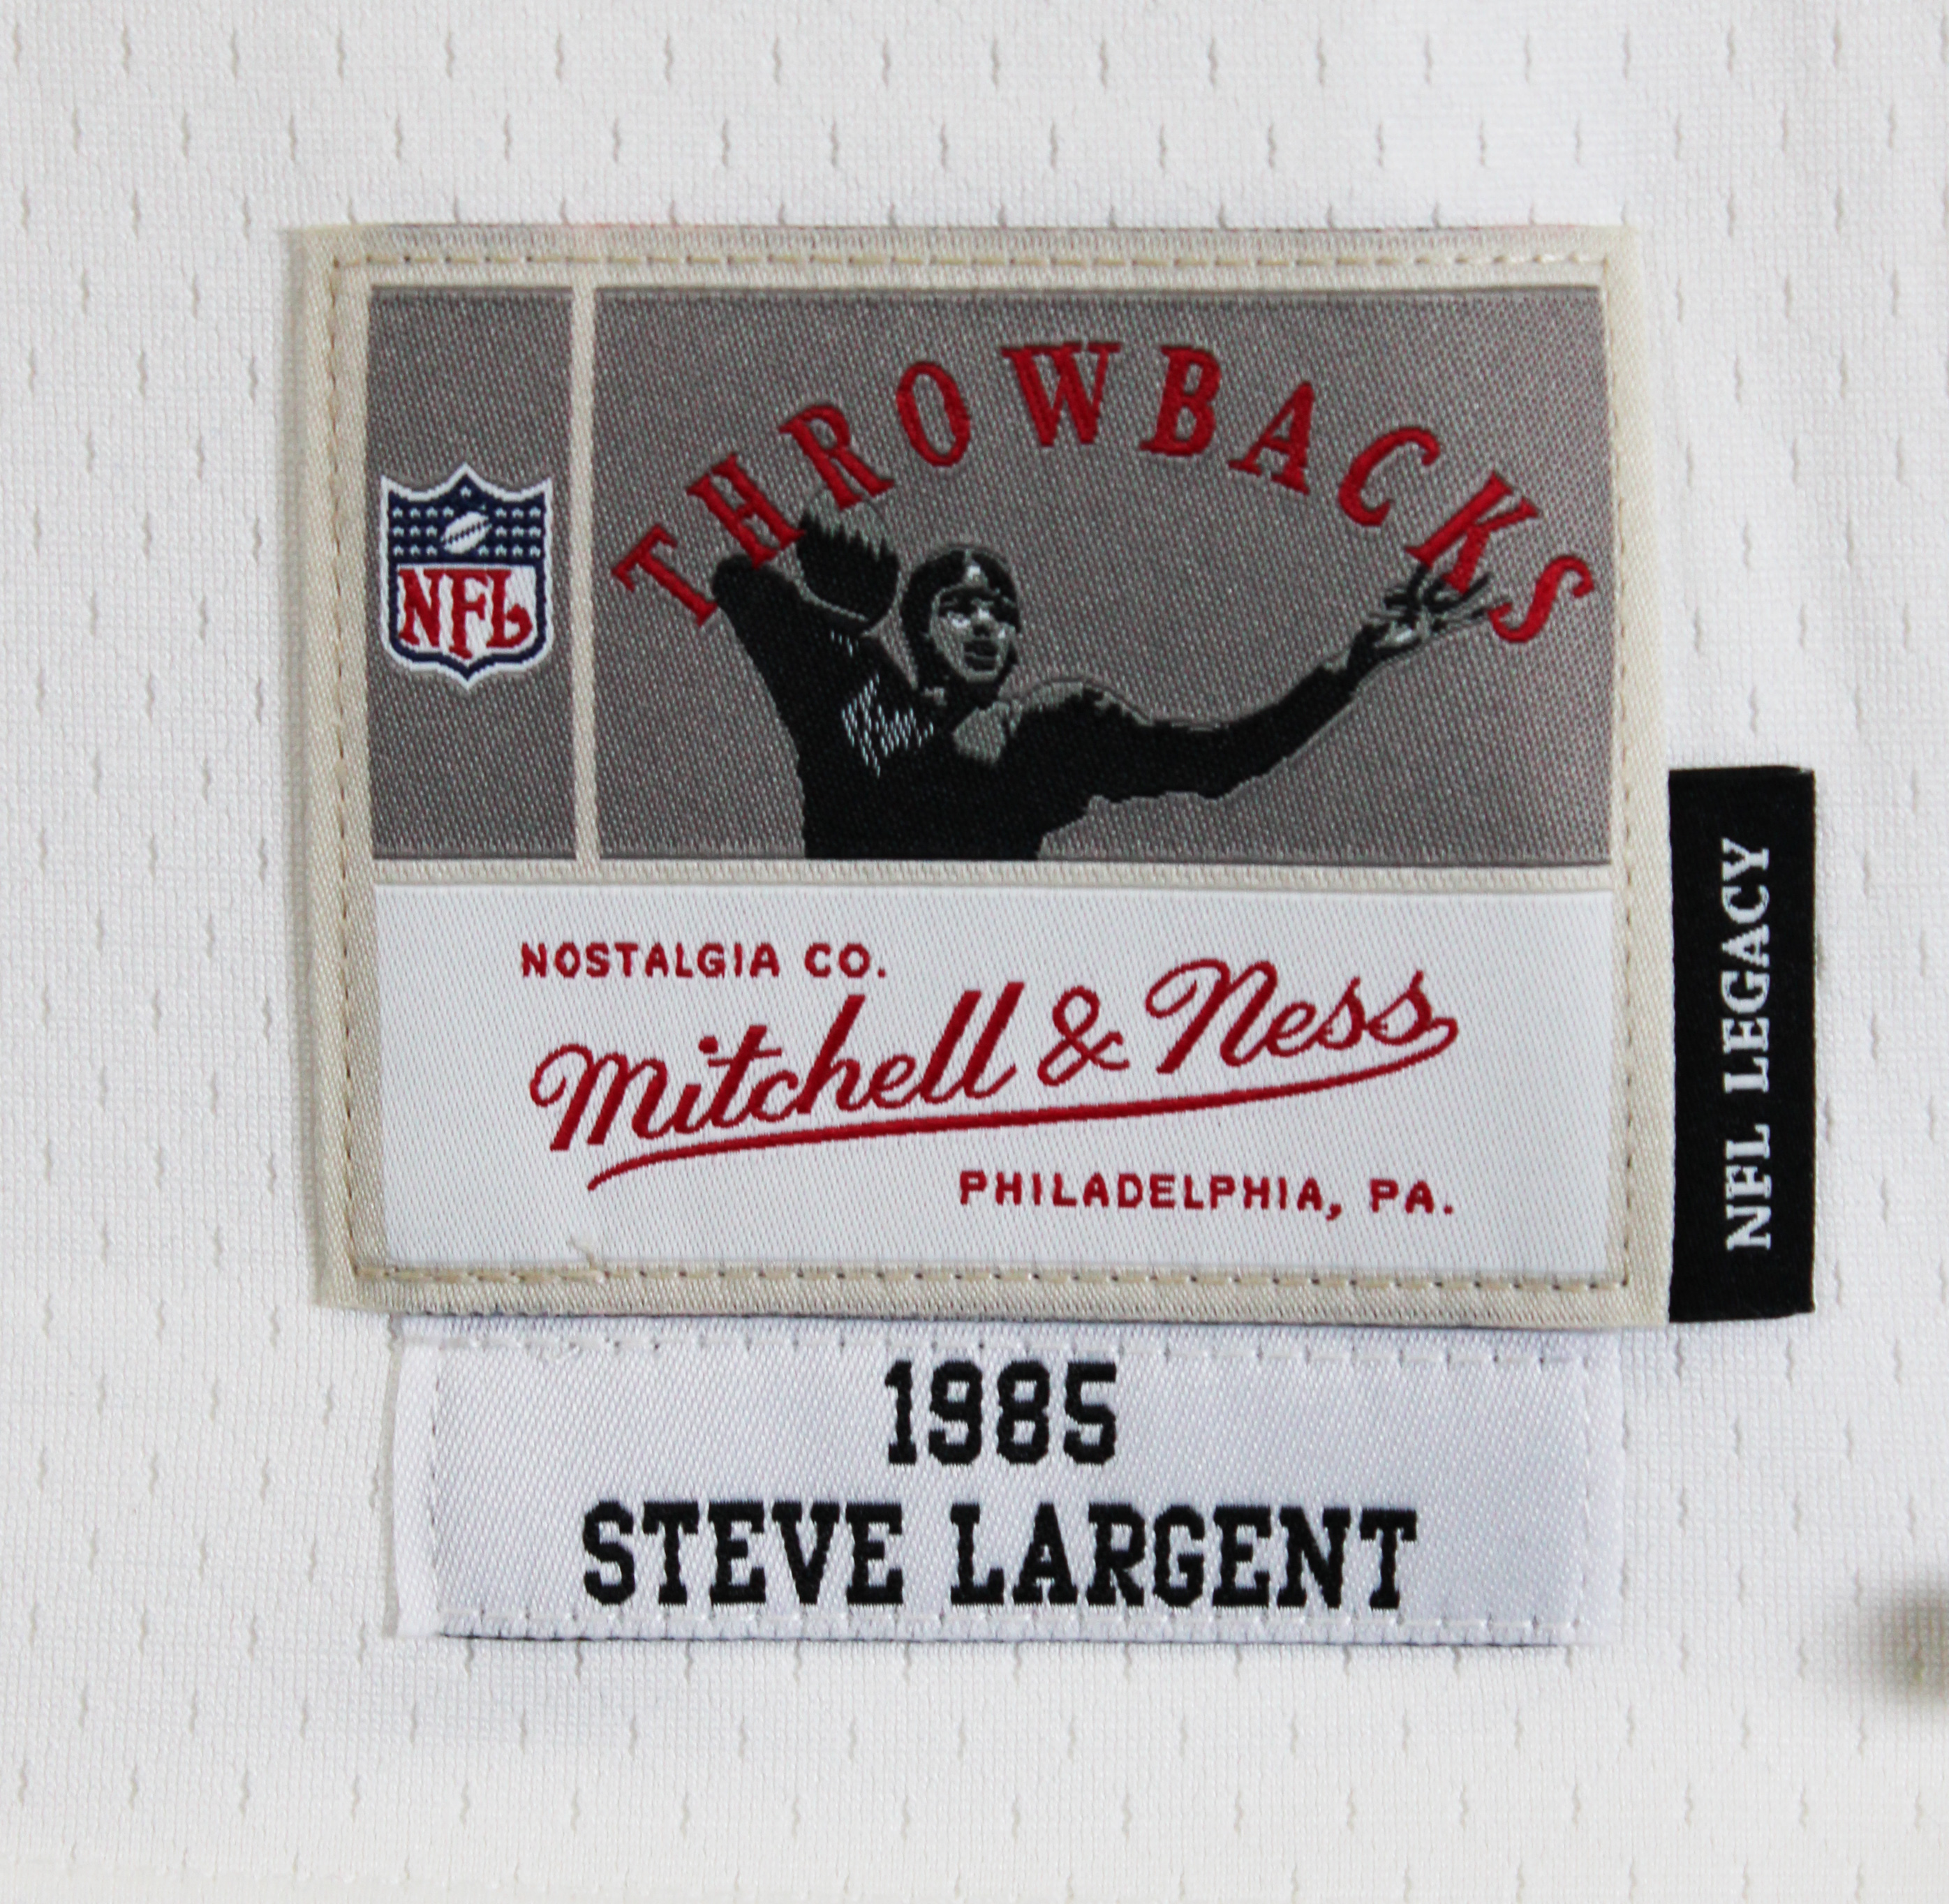 THROWBACKS
NFL
NOSTALGIA CO.
Mitchell & Ness
PHILADELPHIA, PA.
NFL LEGACY
1985
STEVE LARGENT